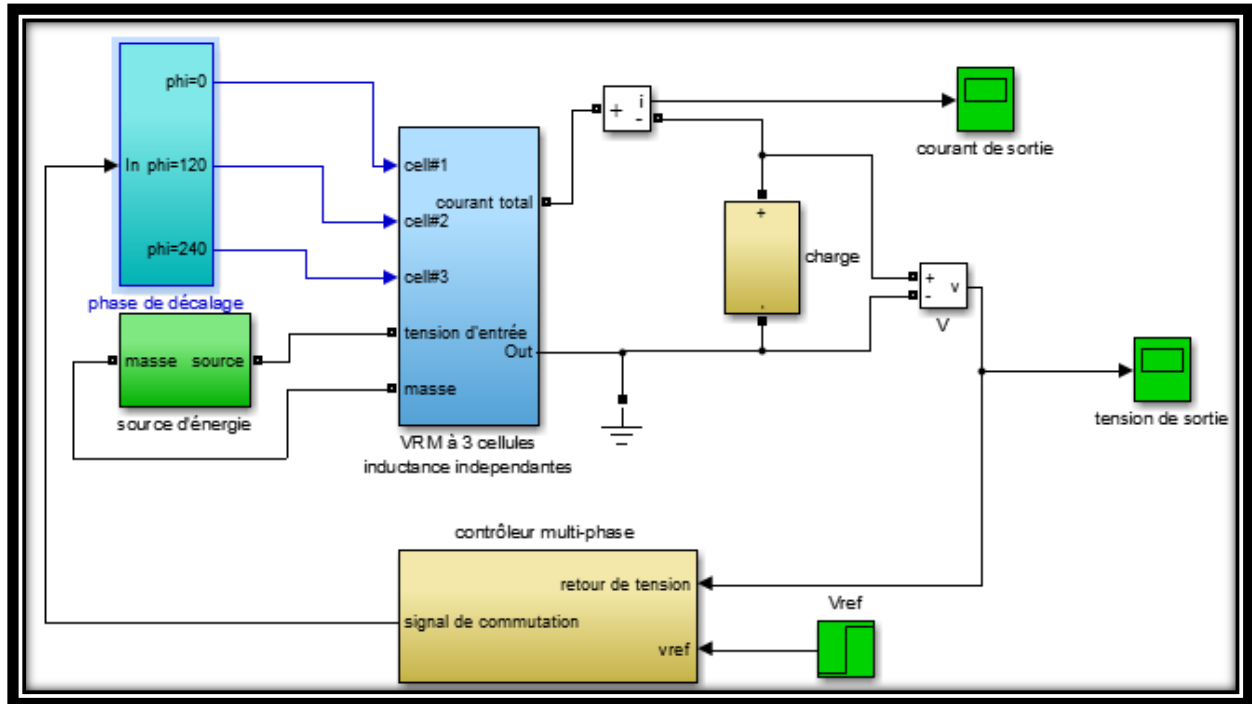 phi=0
In phi=120
phi=240
phase de décalage
masse source
source d'énergie
cell#1
courant total
cell#2
cell#3
tension d'entrée
Out
masse
VRM à 3 cellules
inductance independantes
+ i
-
courant de sortie
+
charge
-
+ v
-
V
tension de sortie
contrôleur multi-phase
retour de tension
signal de commutation
vref
Vref